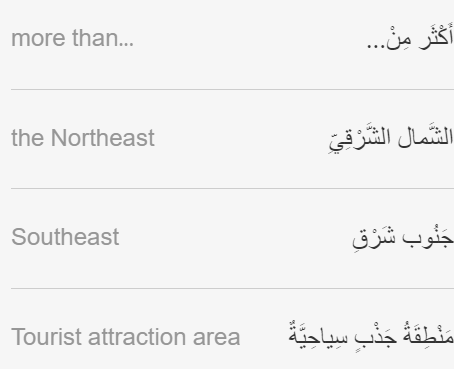 more than... أَكْثَر مِنْ...
the Northeast الشَّمال الشَّرْقِيّ
Southeast جَنُوب شَرْقِ
Tourist attraction area مَنْطِقَةُ جَذْبٍ سِياحِيَّةٌ